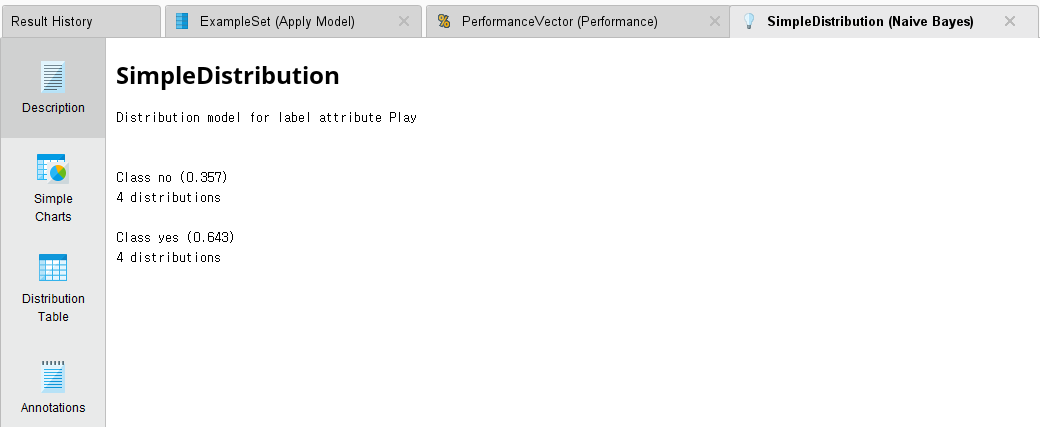 Result History
ExampleSet (Apply Model)
PerformanceVector (Performance)
SimpleDistribution (Naive Bayes)
Description
Simple
Charts
Distribution
Table
Annotations
SimpleDistribution
Distribution model for label attribute Play
Class no (0.357)
4 distributions
Class yes (0.643)
4 distributions